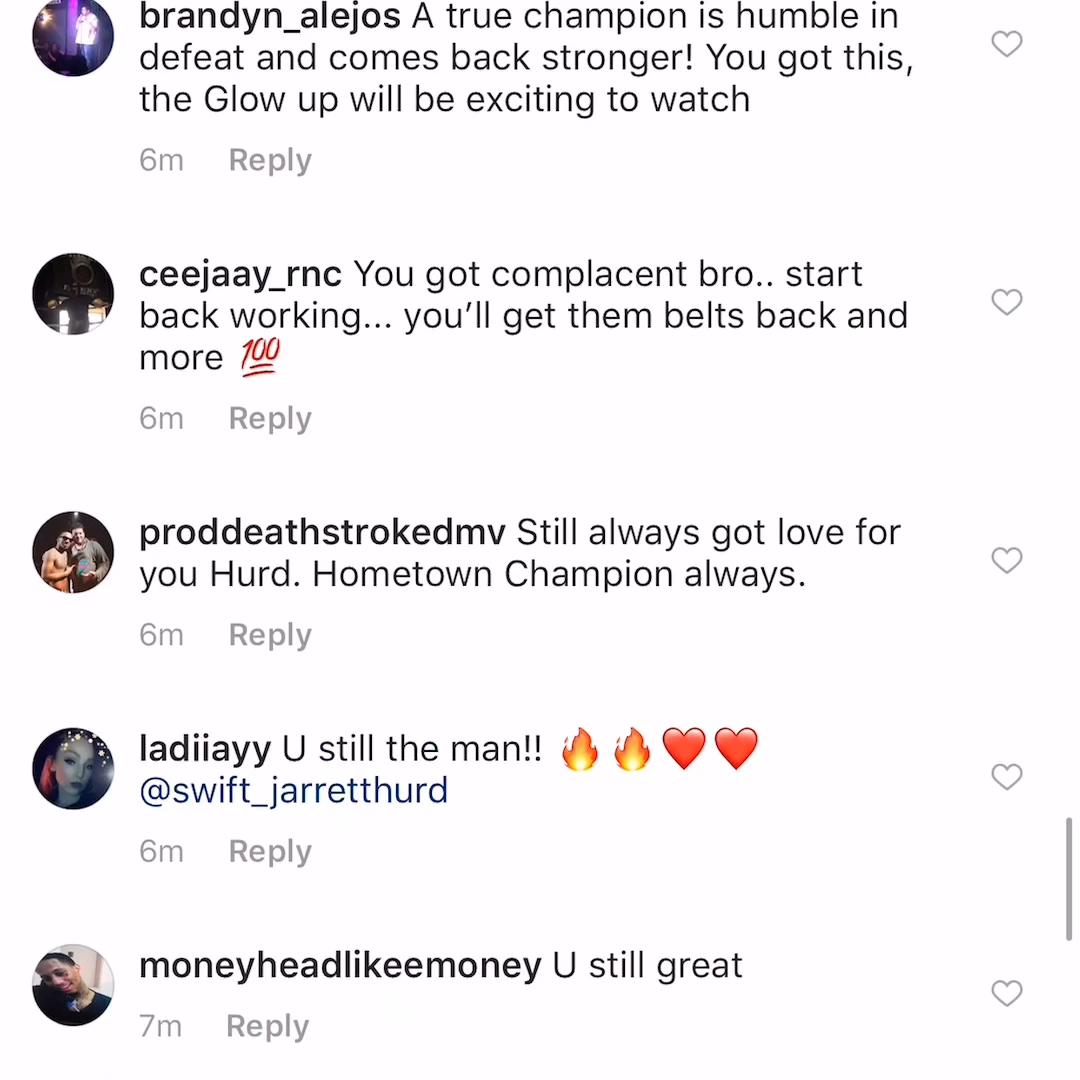 brandyn_alejos A true champion is humble in
defeat and comes back stronger! You got this,
the Glow up will be exciting to watch
6m Reply
ceejaay_rnc You got complacent bro.. start
back working... you’ll get them belts back and
more 💯
6m Reply
proddeathstrokedmv Still always got love for
you Hurd. Hometown Champion always.
6m Reply
ladiiayy U still the man!! 🔥🔥❤️❤️
@swift_jarretthurd
6m Reply
moneyheadlikeemoney U still great
7m Reply